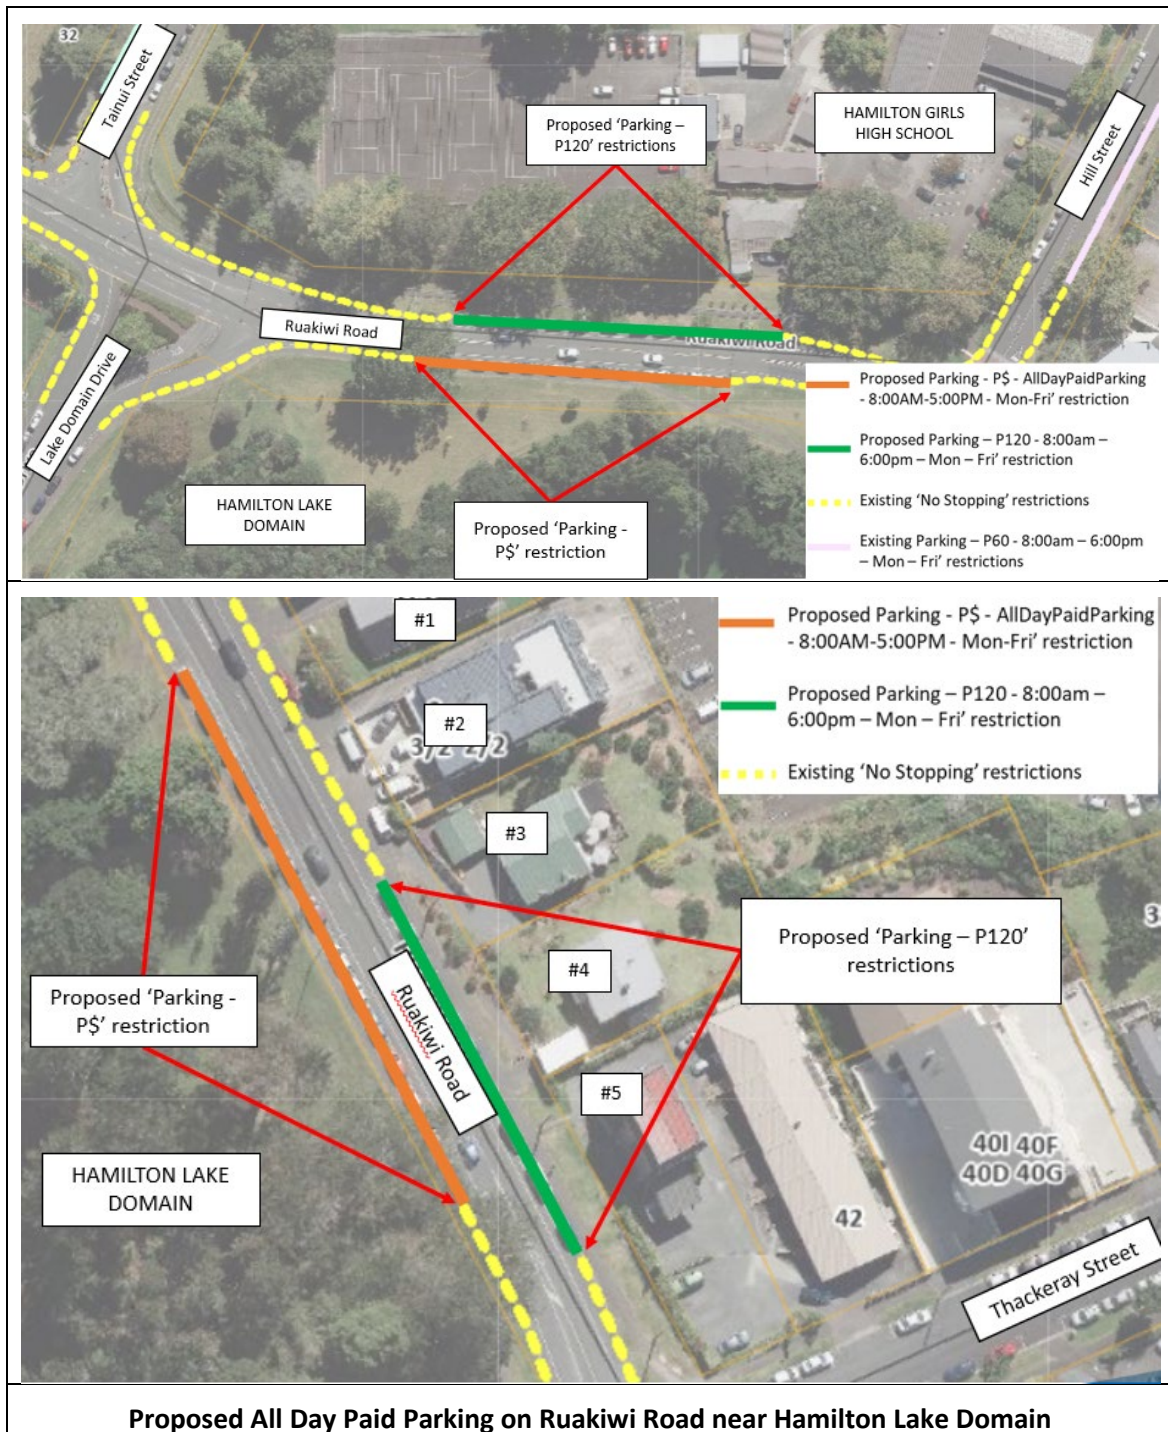 32
Tainui Street
Proposed ‘Parking –
P120’ restrictions
HAMILTON GIRLS
HIGH SCHOOL
Hill Street
Ruakiwi Road
Ruakiwi Road
Lake Domain Drive
HAMILTON LAKE
DOMAIN
Proposed ‘Parking -
P$’ restriction
Proposed Parking - P$ - AllDayPaidParking
- 8:00AM-5:00PM - Mon-Fri’ restriction
Proposed Parking – P120 - 8:00am –
6:00pm – Mon – Fri’ restriction
Existing ‘No Stopping’ restrictions
Existing Parking – P60 - 8:00am – 6:00pm
– Mon – Fri’ restrictions
#1
Proposed Parking - P$ - AllDayPaidParking
- 8:00AM-5:00PM - Mon-Fri’ restriction
Proposed Parking – P120 - 8:00am –
6:00pm – Mon – Fri’ restriction
Existing ‘No Stopping’ restrictions
#2
3/2 2/2
#3
3
Proposed ‘Parking – P120’
restrictions
#4
Proposed ‘Parking -
P$’ restriction
Ruakiwi Road
#5
HAMILTON LAKE
DOMAIN
40I 40F
40D 40G
42
Thackeray Street
Proposed All Day Paid Parking on Ruakiwi Road near Hamilton Lake Domain